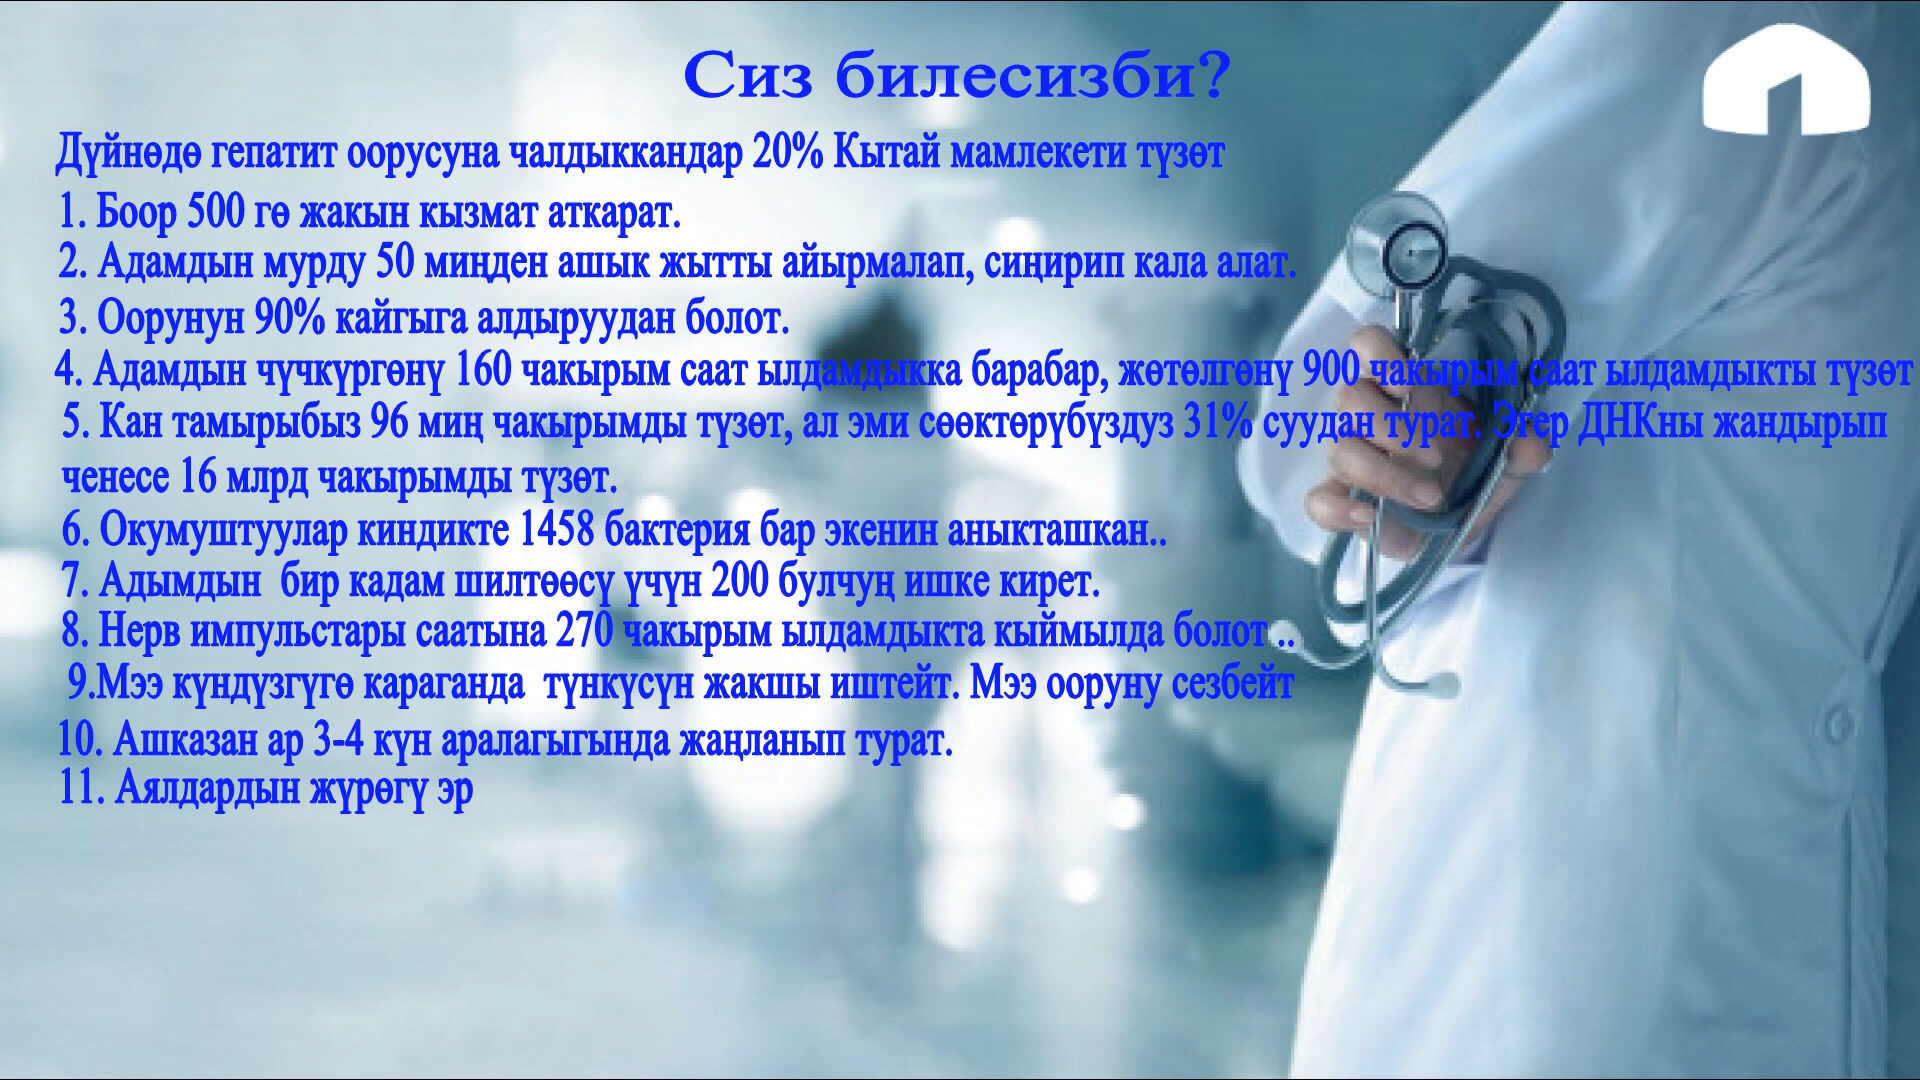 Сиз билесизби?
Дүйнөдө гепатит оорусуна чалдыккандар 20% Кытай мамлекети түзөт
1. Боор 500 гө жакын кызмат аткарат.
2. Адамдын мурду 50 миңден ашык жытты айырмалап, сиңирип кала алат.
3. Оорунун 90% кайгыга алдыруудан болот.
4. Адамдын чүчкүргөнү 160 чакырым саат ылдамдыкка барабар, жөтөлгөнү 900 чакырым саат ылдамдыкты түзөт
5. Кан тамырыбыз 96 миң чакырымды түзөт, ал эми сөөктөрүбүздуз 31% суудан турат. Эгер ДНКны жандырып
ченесе 16 млрд чакырымды түзөт.
6. Окумуштуулар киндикте 1458 бактерия бар экенин аныкташкан..
7. Адымдын бир кадам шилтөөсү үчүн 200 булчуң ишке кирет.
8. Нерв импульстары саатына 270 чакырым ылдамдыкта кыймылда болот ..
9.Мээ күндүзгүгө караганда түнкүсүн жакшы иштейт. Мээ ооруну сезбейт
10. Ашказан ар 3-4 күн аралагыгында жаңланып турат.
11. Аялдардын жүрөгү эр